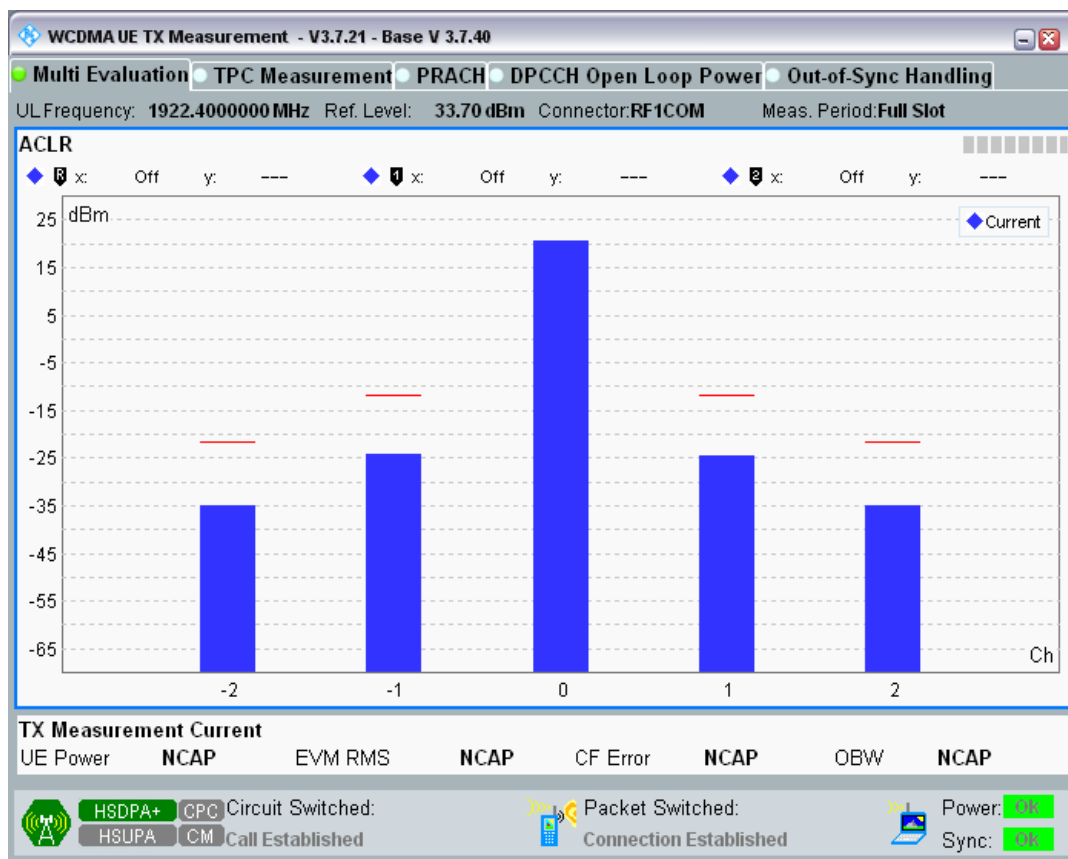 WCDMA UE TX Measurement - V3.7.21 - Base V 3.7.40
Multi Evaluation TPC Measurement PRACH DPCCH Open Loop Power Out-of-Sync Handling
UL Frequency: 1922.4000000 MHz Ref. Level: 33.70 dBm Connector:RF1COM Meas. Period:Full Slot
ACLR
R x: Off y: --- 1 x: Off y: --- 2 x: Off y: ---
dBm
Current
25
15
5
-5
-15
-25
-35
-45
-55
-65
Ch
-2 -1 0 1 2
TX Measurement Current
UE Power NCAP EVM RMS NCAP CF Error NCAP OBW NCAP
HSDPA+ CPC Circuit Switched: Packet Switched: Power: Ok
HSUPA CM Call Established Connection Established Sync: Ok